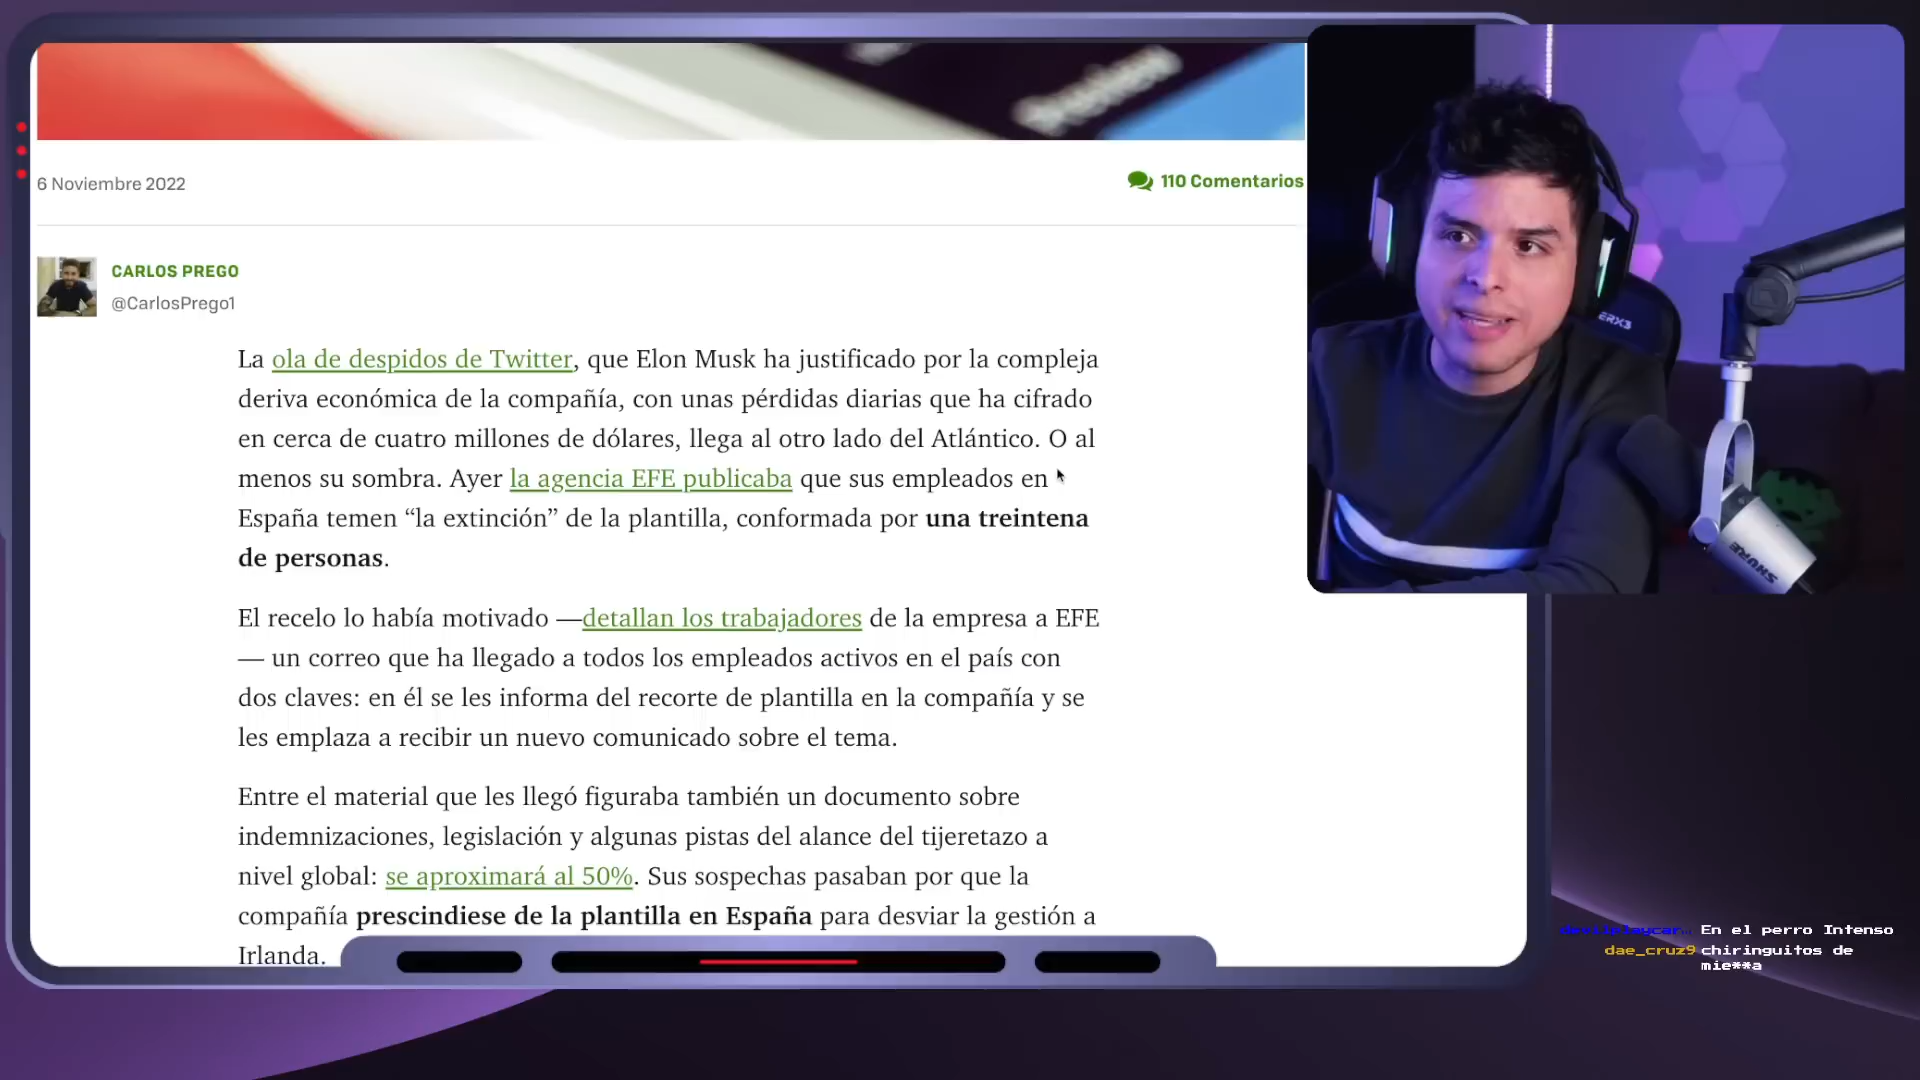 6 Noviembre 2022
110 Comentarios
CARLOS PREGO
@CarlosPrego1
La ola de despidos de Twitter, que Elon Musk ha justificado por la compleja
deriva económica de la compañía, con unas pérdidas diarias que ha cifrado
en cerca de cuatro millones de dólares, llega al otro lado del Atlántico. O al
menos su sombra. Ayer la agencia EFE publicaba que sus empleados en
España temen “la extinción” de la plantilla, conformada por una treintena
de personas.
El recelo lo había motivado —detallan los trabajadores de la empresa a EFE
— un correo que ha llegado a todos los empleados activos en el país con
dos claves: en él se les informa del recorte de plantilla en la compañía y se
les emplaza a recibir un nuevo comunicado sobre el tema.
Entre el material que les llegó figuraba también un documento sobre
indemnizaciones, legislación y algunas pistas del alance del tijeretazo a
nivel global: se aproximará al 50%. Sus sospechas pasaban por que la
compañía prescindiese de la plantilla en España para desviar la gestión a
Irlanda.
ERX3
SHURE
En el perro Intenso
dae_cruz9 chiringuitos de
mie**a